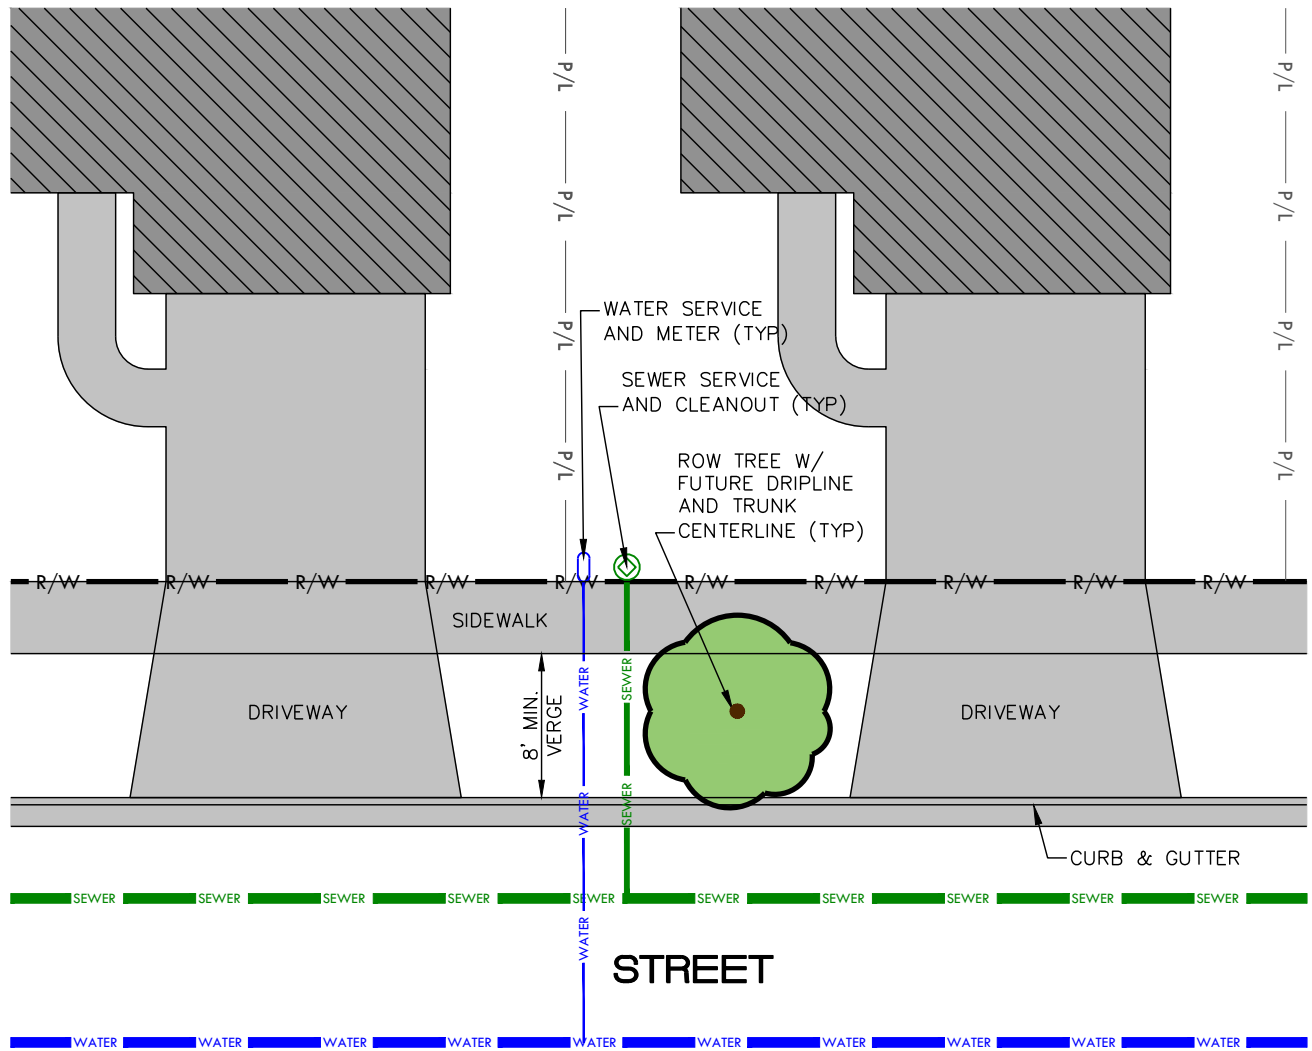 P/L
P/L
P/L
P/L
P/L
P/L
P/L
P/L
WATER SERVICE
AND METER (TYP)
SEWER SERVICE
AND CLEANOUT (TYP)
ROW TREE W/
FUTURE DRIPLINE
AND TRUNK
CENTERLINE (TYP)
R/W R/W R/W R/W R/W R/W R/W R/W R/W R/W
SIDEWALK
WATER
SEWER
8' MIN.
VERGE
DRIVEWAY
DRIVEWAY
WATER
SEWER
CURB & GUTTER
SEWER SEWER SEWER SEWER SEWER SEWER SEWER SEWER SEWER SEWER
WATER
STREET
WATER WATER WATER WATER WATER WATER WATER WATER WATER WATER